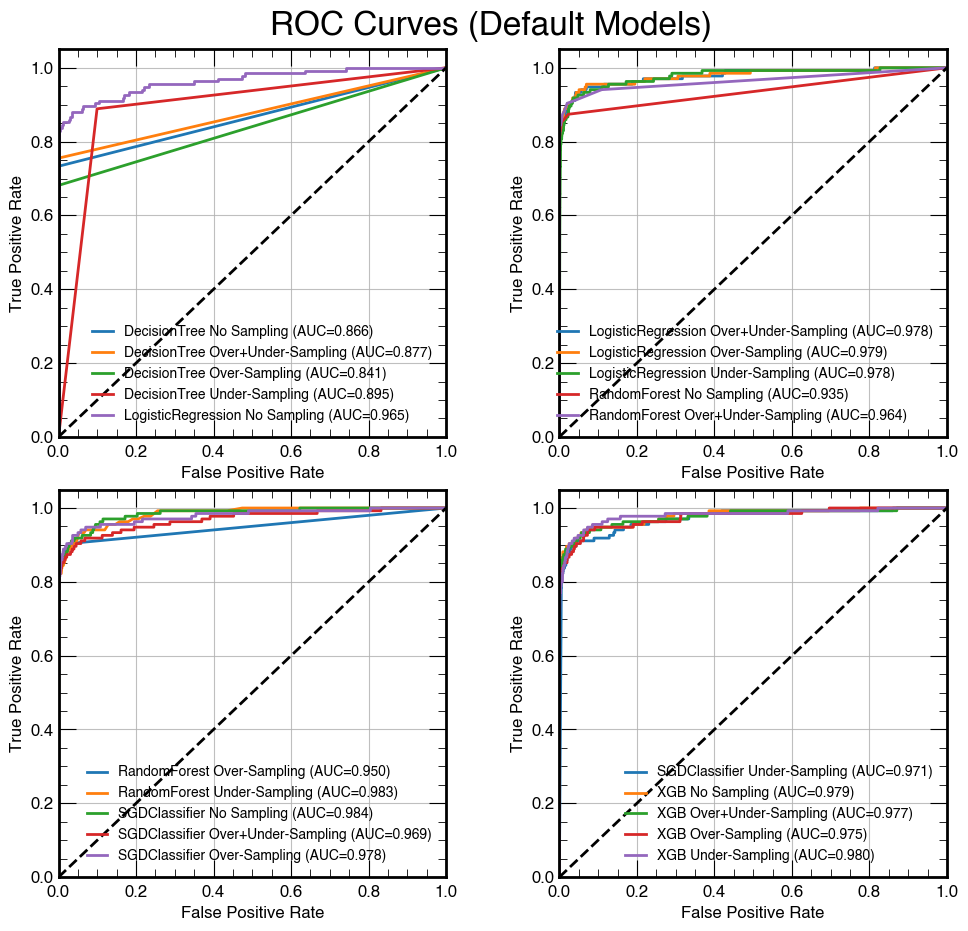 ROC Curves (Default Models)
1.0
0.8
0.6
0.4
0.2
0.0
True Positive Rate
DecisionTree No Sampling (AUC=0.866)
DecisionTree Over+Under-Sampling (AUC=0.877)
DecisionTree Over-Sampling (AUC=0.841)
DecisionTree Under-Sampling (AUC=0.895)
LogisticRegression No Sampling (AUC=0.965)
0.0 0.2 0.4 0.6 0.8 1.0
False Positive Rate
1.0
0.8
0.6
0.4
0.2
0.0
True Positive Rate
LogisticRegression Over+Under-Sampling (AUC=0.978)
LogisticRegression Over-Sampling (AUC=0.979)
LogisticRegression Under-Sampling (AUC=0.978)
RandomForest No Sampling (AUC=0.935)
RandomForest Over+Under-Sampling (AUC=0.964)
0.0 0.2 0.4 0.6 0.8 1.0
False Positive Rate
1.0
0.8
0.6
0.4
0.2
0.0
True Positive Rate
RandomForest Over-Sampling (AUC=0.950)
RandomForest Under-Sampling (AUC=0.983)
SGDClassifier No Sampling (AUC=0.984)
SGDClassifier Over+Under-Sampling (AUC=0.969)
SGDClassifier Over-Sampling (AUC=0.978)
0.0 0.2 0.4 0.6 0.8 1.0
False Positive Rate
1.0
0.8
0.6
0.4
0.2
0.0
True Positive Rate
SGDClassifier Under-Sampling (AUC=0.971)
XGB No Sampling (AUC=0.979)
XGB Over+Under-Sampling (AUC=0.977)
XGB Over-Sampling (AUC=0.975)
XGB Under-Sampling (AUC=0.980)
0.0 0.2 0.4 0.6 0.8 1.0
False Positive Rate